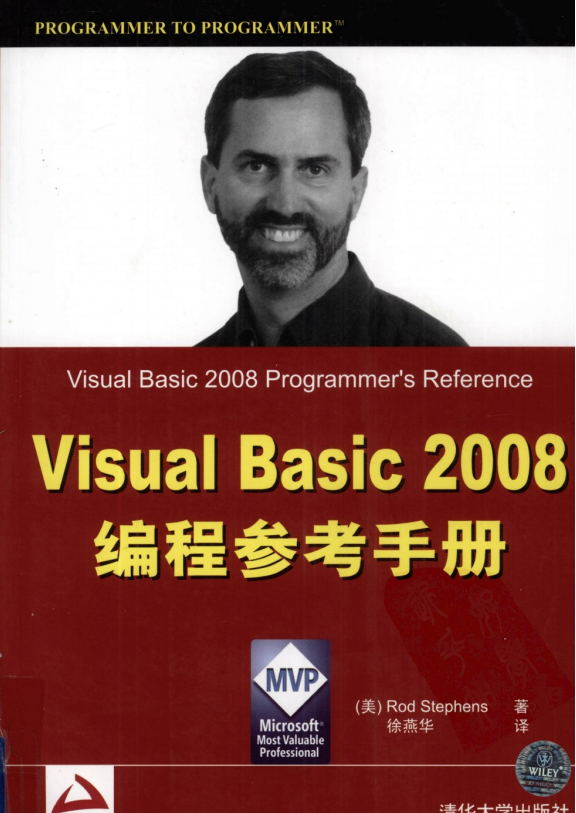 PROGRAMMER TO PROGRAMMER™
Visual Basic 2008 Programmer's Reference
Visual Basic 2008
编程参考手册
MVP
Microsoft®
Most Valuable
Professional
(美) Rod Stephens 著
徐燕华 译
WILEY
清华大学出版社